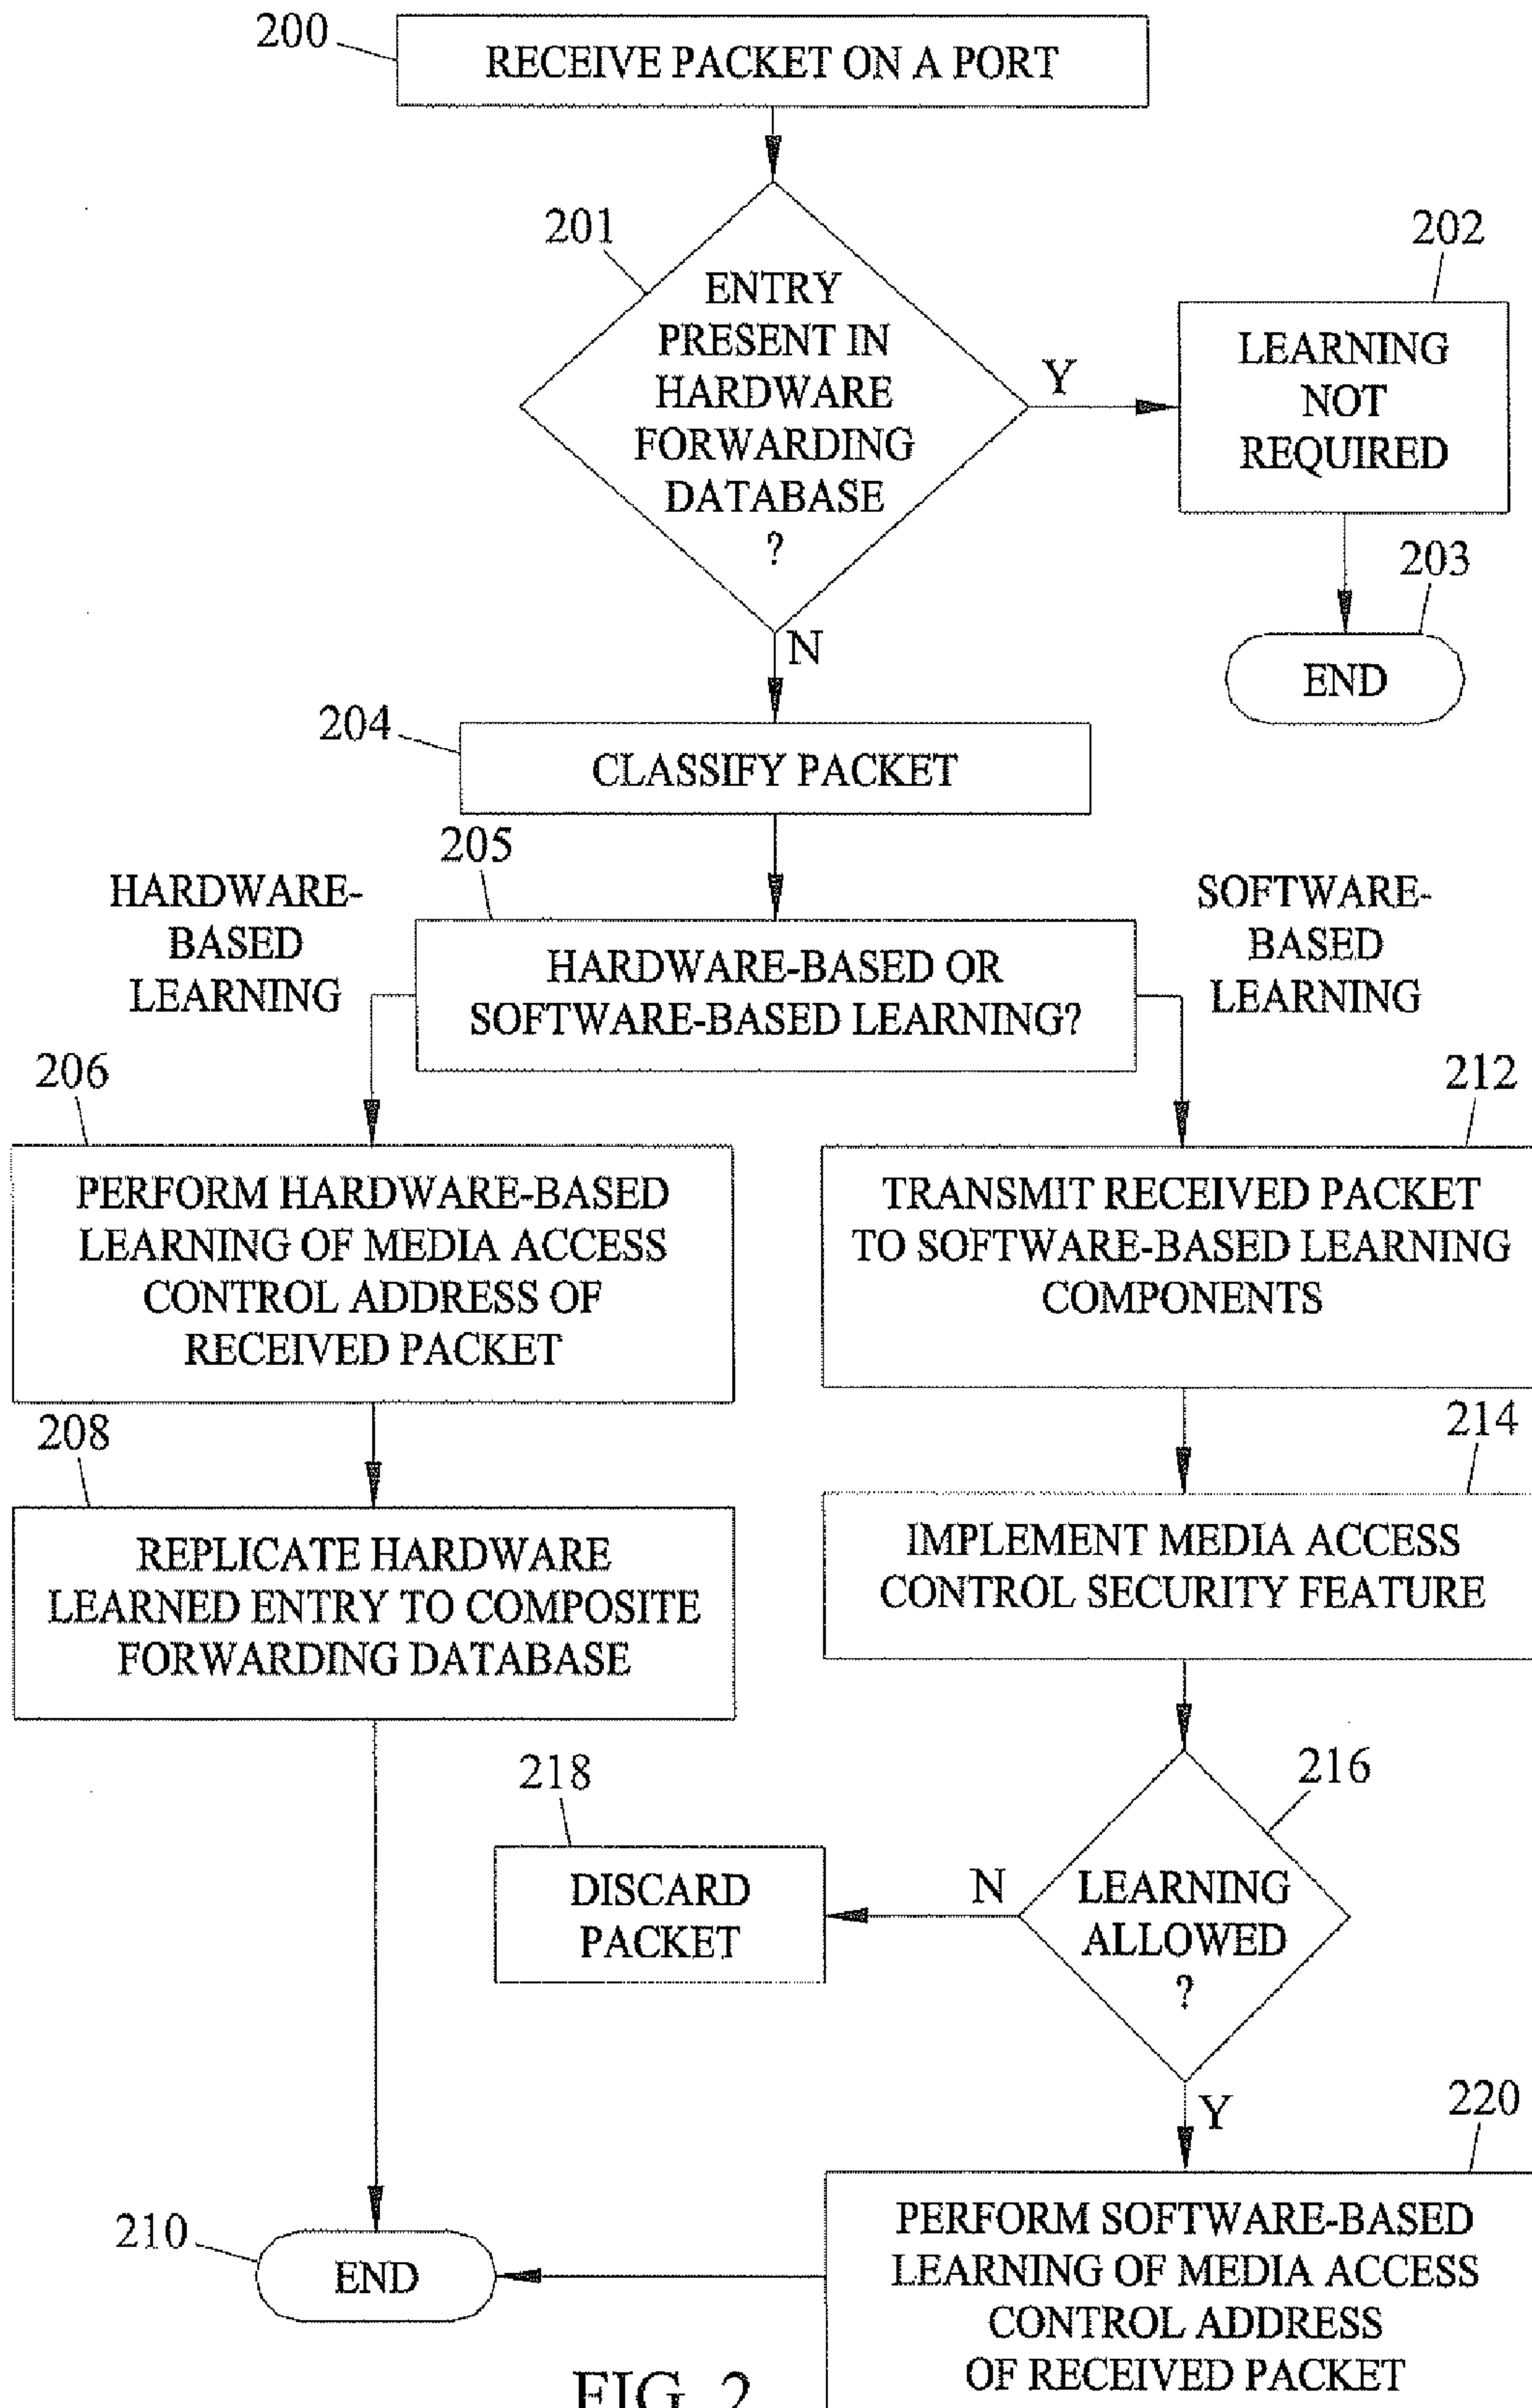 200
RECEIVE PACKET ON A PORT
201
ENTRY
PRESENT IN
HARDWARE
FORWARDING
DATABASE
?
Y
202
LEARNING
NOT
REQUIRED
203
END
N
204
CLASSIFY PACKET
205
HARDWARE-
BASED
LEARNING
HARDWARE-BASED OR
SOFTWARE-BASED LEARNING?
SOFTWARE-
BASED
LEARNING
206
PERFORM HARDWARE-BASED
LEARNING OF MEDIA ACCESS
CONTROL ADDRESS OF
RECEIVED PACKET
212
TRANSMIT RECEIVED PACKET
TO SOFTWARE-BASED LEARNING
COMPONENTS
208
REPLICATE HARDWARE
LEARNED ENTRY TO COMPOSITE
FORWARDING DATABASE
214
IMPLEMENT MEDIA ACCESS
CONTROL SECURITY FEATURE
216
LEARNING
ALLOWED
?
N
218
DISCARD
PACKET
Y
220
PERFORM SOFTWARE-BASED
LEARNING OF MEDIA ACCESS
CONTROL ADDRESS
OF RECEIVED PACKET
210
END
FIG. 2